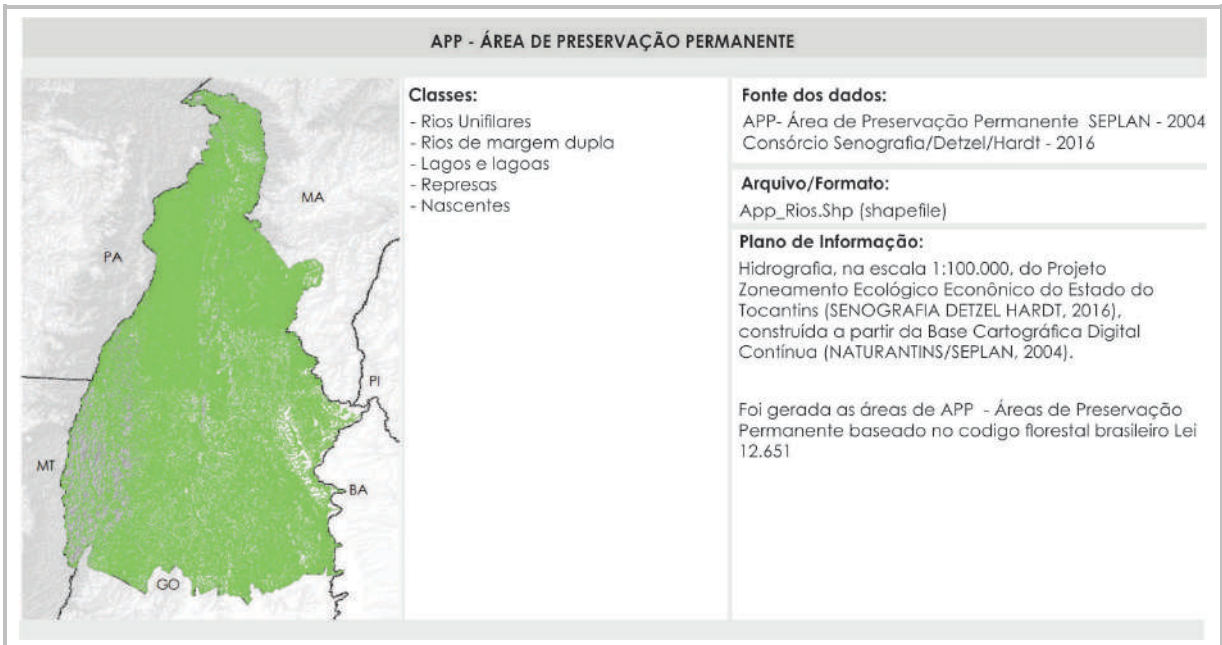 APP - ÁREA DE PRESERVAÇÃO PERMANENTE
MA
PA
PI
MT
BA
GO
Classes:
- Rios Unifilares
- Rios de margem dupla
- Lagos e lagoas
- Represas
- Nascentes
Fonte dos dados:
APP- Área de Preservação Permanente SEPLAN - 2004
Consórcio Senografia/Detzel/Hardt - 2016
Arquivo/Formato:
App_Rios.Shp (shapefile)
Plano de Informação:
Hidrografia, na escala 1:100.000, do Projeto
Zoneamento Ecológico Econônico do Estado do
Tocantins (SENOGRAFIA DETZEL HARDT, 2016),
construída a partir da Base Cartográfica Digital
Contínua (NATURANTINS/SEPLAN, 2004).
Foi gerada as áreas de APP - Áreas de Preservação
Permanente baseado no codigo florestal brasileiro Lei
12.651